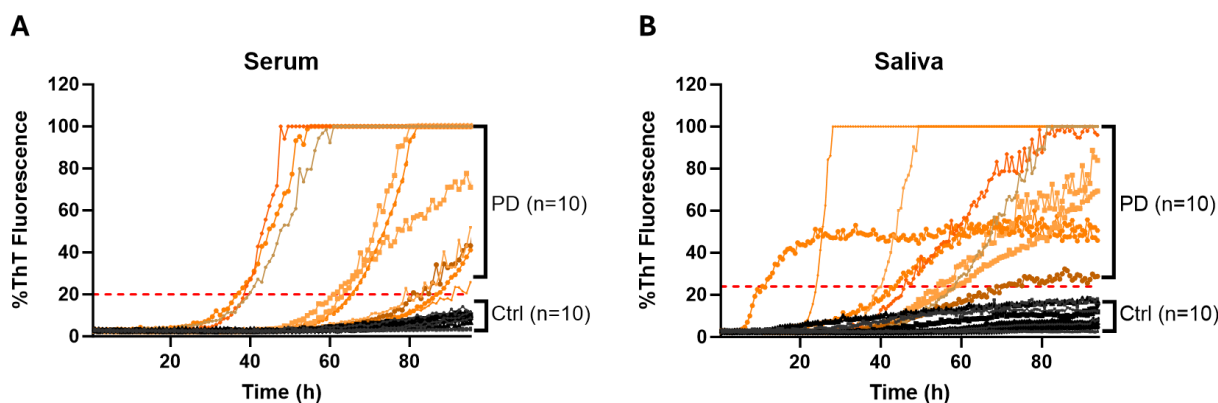 A
Serum
%ThT Fluorescence
120
100
80
60
40
20
0
20 40 60 80
Time (h)
PD (n=10)
Ctrl (n=10)
B
Saliva
%ThT Fluorescence
120
100
80
60
40
20
0
20 40 60 80
Time (h)
PD (n=10)
Ctrl (n=10)